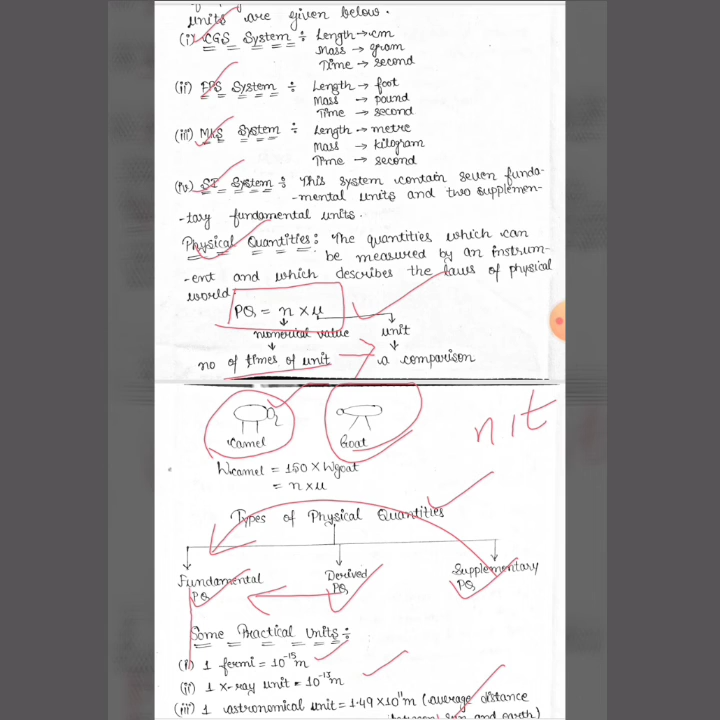 units are given below.
(i) CGS System : Length → cm
Mass → gram
Time → second
(ii) FPS System : Length → foot
Mass → pound
Time → second
(iii) MKS System : Length → metre
Mass → kilogram
Time → second
(iv) SI System : This system contain seven funda-
-mental units and two supplemen-
-tary fundamental units.
Physical Quantities : The quantities which can
be measured by an instrum-
-ent and which describes the laws of physical
world.
PQ = n × u
numerical value unit
no of times of unit → a comparison
Camel Goat
nit
Wcamel = 150 × Wgoat
= n × u
Types of Physical Quantities
Fundamental PQ Derived PQ Supplementary PQ
Some Practical Units :
(i) 1 fermi = 10⁻¹⁵ m
(ii) 1 X-ray unit = 10⁻¹³ m
(iii) 1 astronomical unit = 1.49 × 10¹¹ m (average distance
between sun and earth)